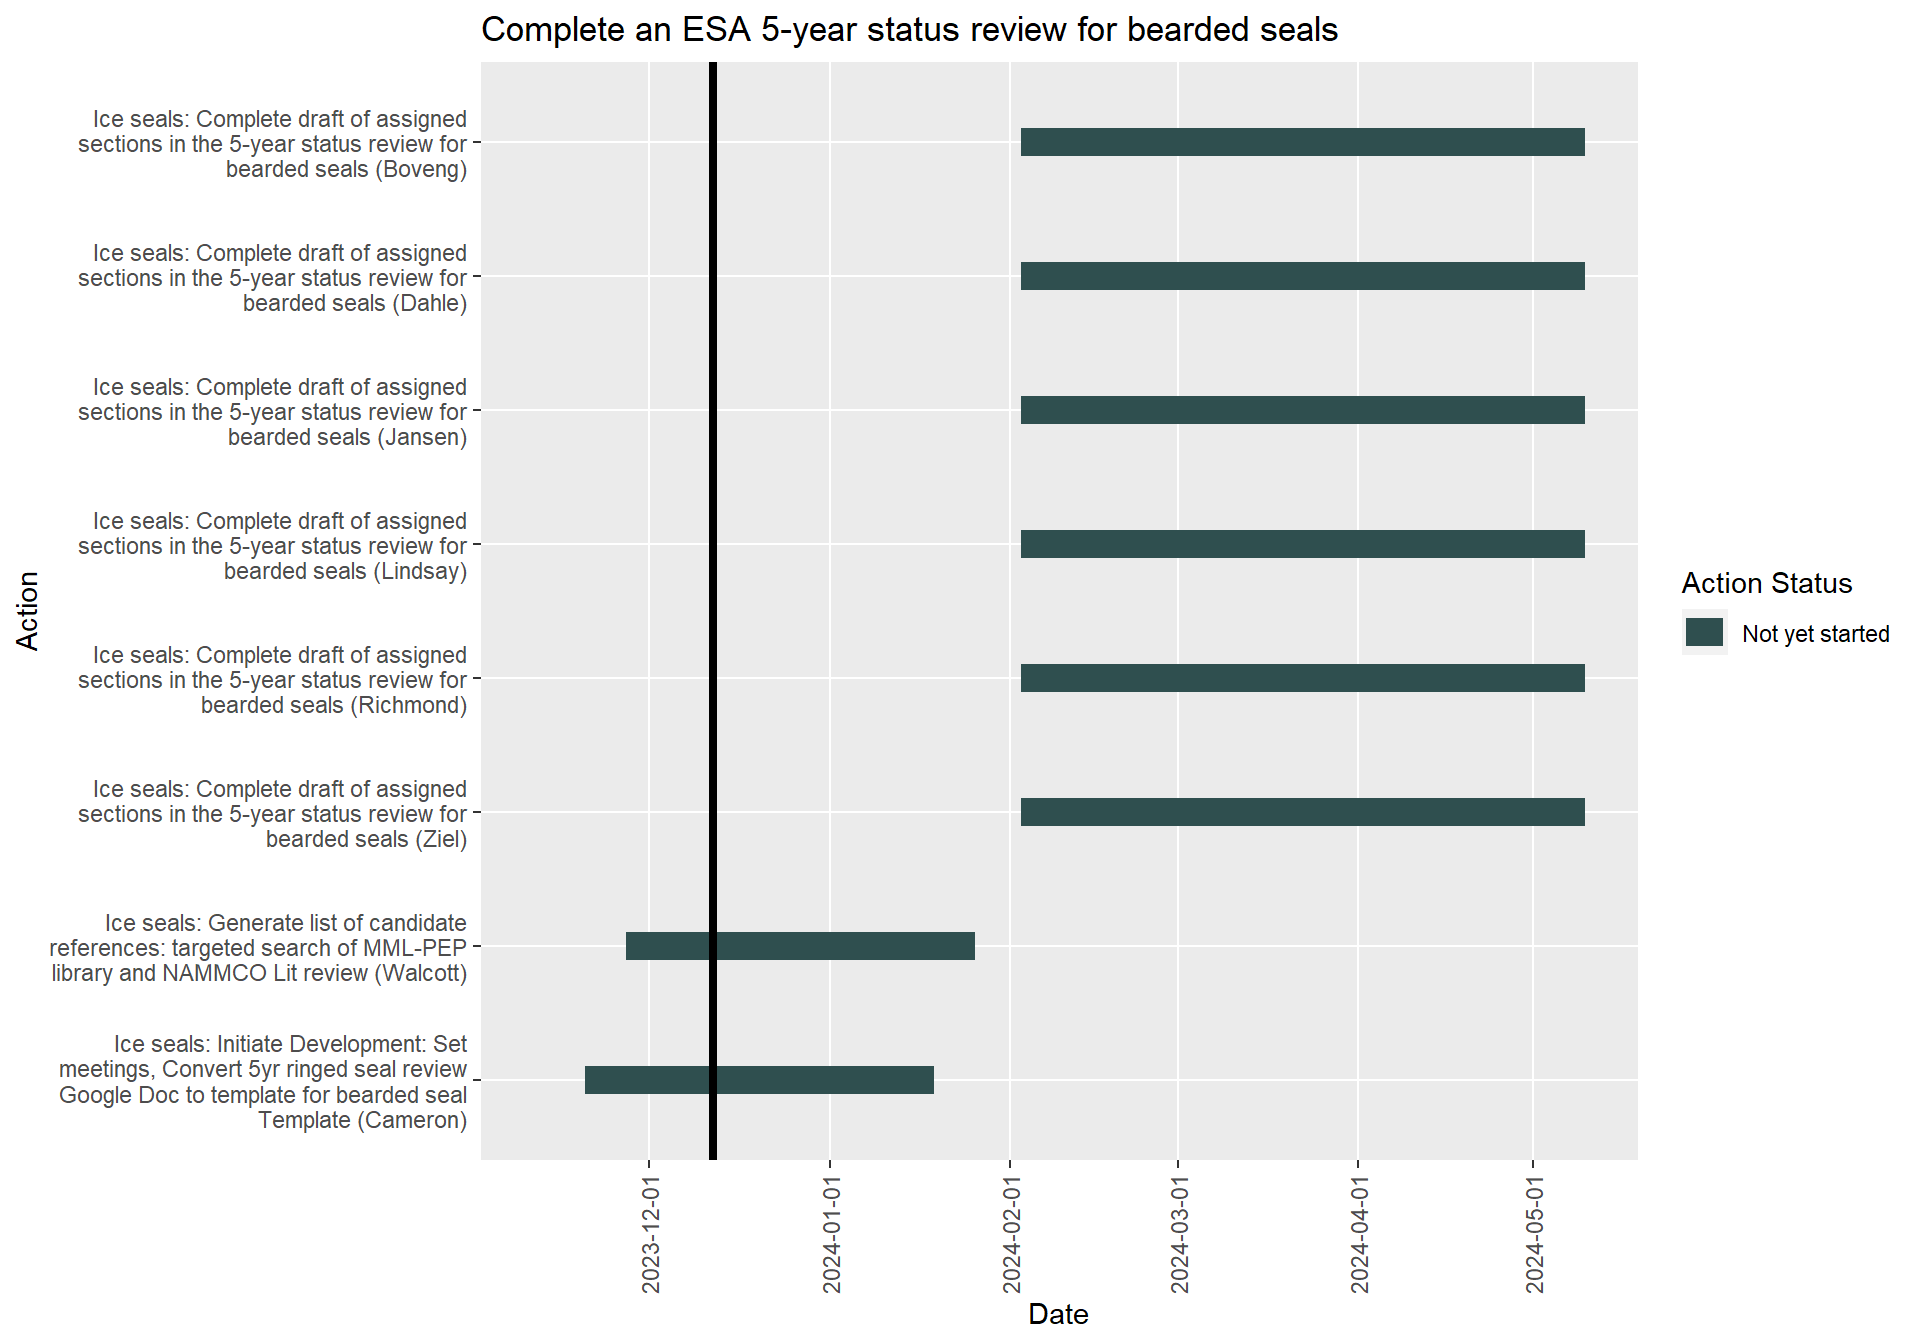 Complete an ESA 5-year status review for bearded seals
Action
Ice seals: Complete draft of assigned
sections in the 5-year status review for
bearded seals (Boveng)
Ice seals: Complete draft of assigned
sections in the 5-year status review for
bearded seals (Dahle)
Ice seals: Complete draft of assigned
sections in the 5-year status review for
bearded seals (Jansen)
Ice seals: Complete draft of assigned
sections in the 5-year status review for
bearded seals (Lindsay)
Ice seals: Complete draft of assigned
sections in the 5-year status review for
bearded seals (Richmond)
Ice seals: Complete draft of assigned
sections in the 5-year status review for
bearded seals (Ziel)
Ice seals: Generate list of candidate
references: targeted search of MML-PEP
library and NAMMCO Lit review (Walcott)
Ice seals: Initiate Development: Set
meetings, Convert 5yr ringed seal review
Google Doc to template for bearded seal
Template (Cameron)
2023-12-01
2024-01-01
2024-02-01
2024-03-01
2024-04-01
2024-05-01
Date
Action Status
Not yet started